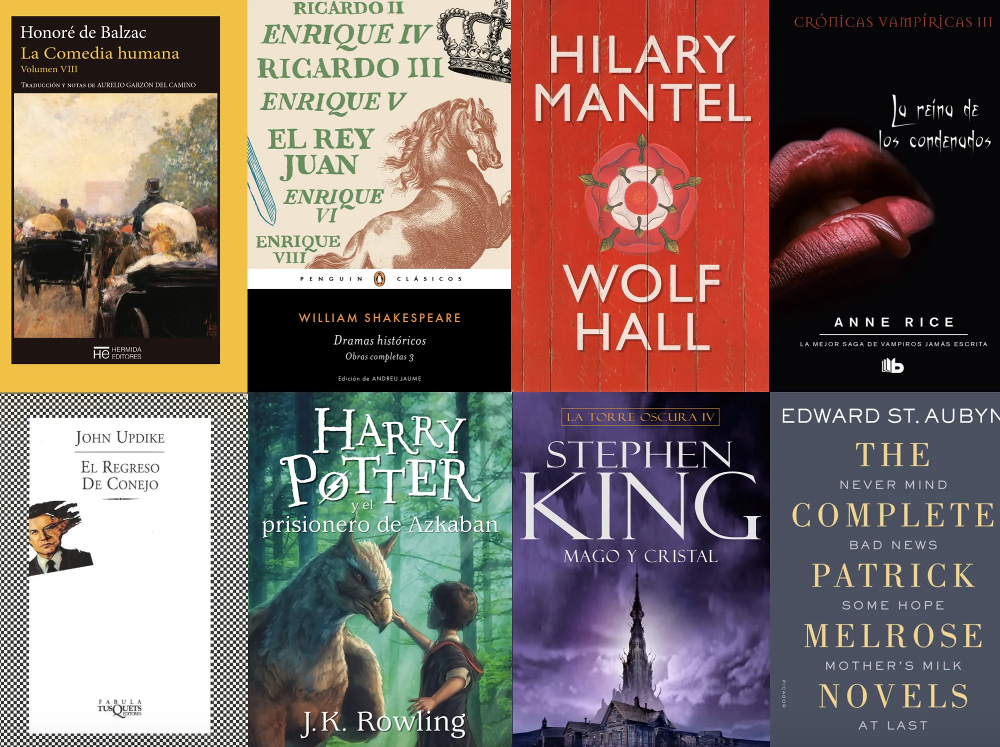 Honoré de Balzac
La Comedia humana
Volumen VIII
TRADUCCIÓN Y NOTAS DE AURELIO GARZÓN DEL CAMINO
HERMIDA
EDITORES
RICARDO II
ENRIQUE IV
RICARDO III
ENRIQUE V
EL REY
JUAN
ENRIQUE
VI
ENRIQUE
VIII
PENGUIN CLÁSICOS
WILLIAM SHAKESPEARE
Dramas históricos
Obras completas 3
Edición de ANDREU JAUME
HILARY
MANTEL
WOLF
HALL
CRÓNICAS VAMPÍRICAS III
La reina de
los condenados
ANNE RICE
LA MEJOR SAGA DE VAMPIROS JAMÁS ESCRITA
b
JOHN UPDIKE
EL REGRESO
DE CONEJO
FABULA
TUSQUETS
EDITORES
HARRY
POTTER
y el
prisionero de Azkaban
J.K. Rowling
LA TORRE OSCURA IV
STEPHEN
KING
MAGO Y CRISTAL
EDWARD ST. AUBYN
THE
NEVER MIND
COMPLETE
BAD NEWS
PATRICK
SOME HOPE
MELROSE
MOTHER'S MILK
NOVELS
AT LAST
PICADOR